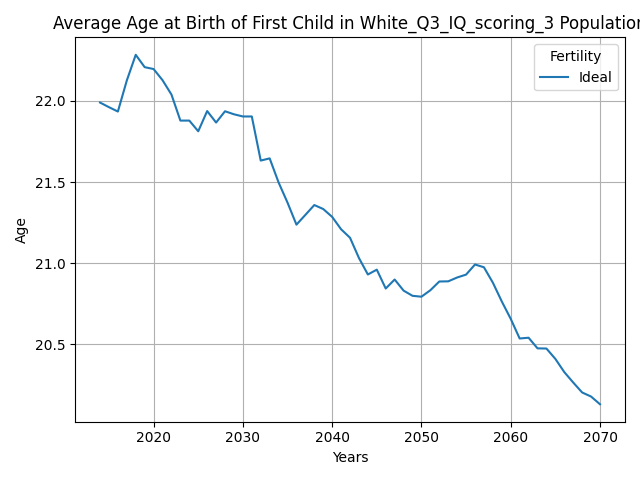 Average Age at Birth of First Child in White_Q3_IQ_scoring_3 Population
Fertility
Ideal
Age
22.0
21.5
21.0
20.5
2020 2030 2040 2050 2060 2070
Years